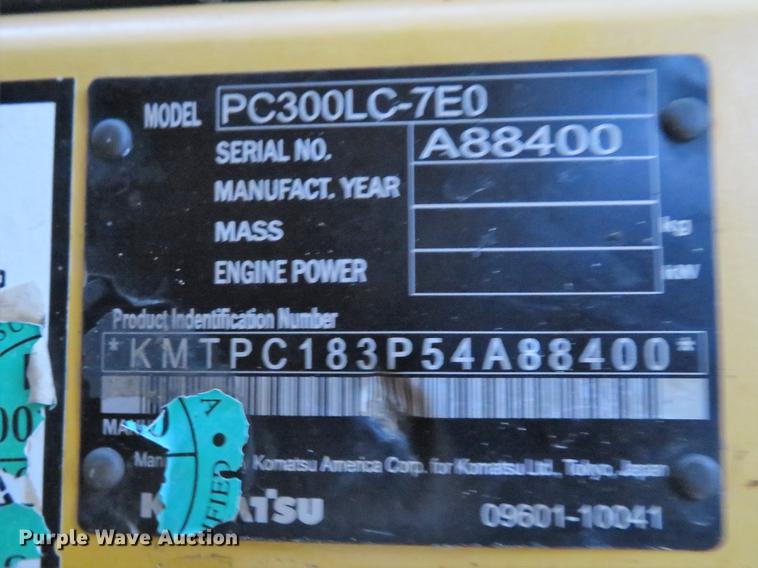 MODEL PC300LC-7E0
SERIAL NO. A88400
MANUFACT. YEAR
MASS kg
ENGINE POWER kW
Product Indentification Number
*KMTPC183P54A88400*
Komatsu America Corp. for Komatsu Ltd., Tokyo, Japan
09601-10041
Purple Wave Auction